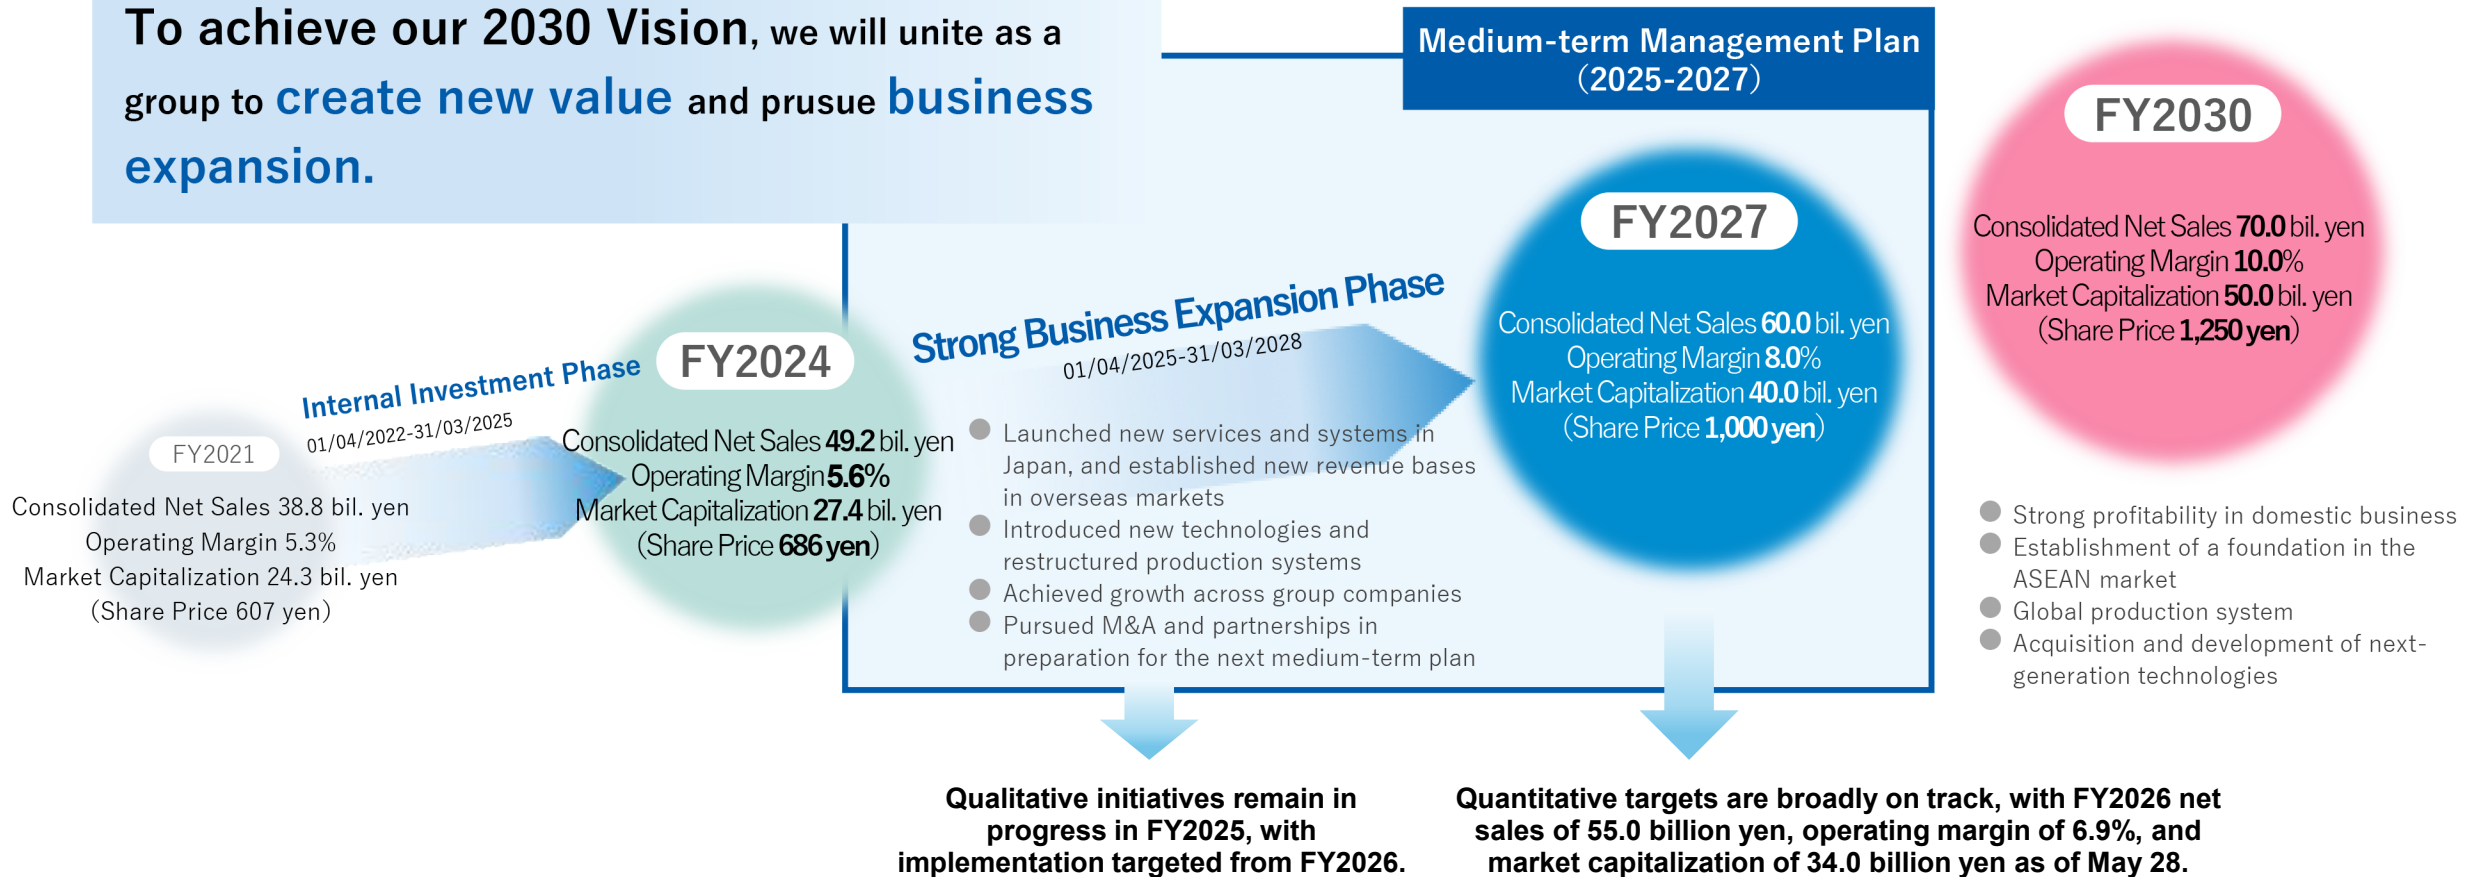 To achieve our 2030 Vision, we will unite as a
group to create new value and prusue business
expansion.
Medium-term Management Plan
(2025-2027)
FY2021
Consolidated Net Sales 38.8 bil. yen
Operating Margin 5.3%
Market Capitalization 24.3 bil. yen
(Share Price 607 yen)
Internal Investment Phase
01/04/2022-31/03/2025
FY2024
Consolidated Net Sales 49.2 bil. yen
Operating Margin 5.6%
Market Capitalization 27.4 bil. yen
(Share Price 686 yen)
Strong Business Expansion Phase
01/04/2025-31/03/2028
● Launched new services and systems in
Japan, and established new revenue bases
in overseas markets
● Introduced new technologies and
restructured production systems
● Achieved growth across group companies
● Pursued M&A and partnerships in
preparation for the next medium-term plan
FY2027
Consolidated Net Sales 60.0 bil. yen
Operating Margin 8.0%
Market Capitalization 40.0 bil. yen
(Share Price 1,000 yen)
FY2030
Consolidated Net Sales 70.0 bil. yen
Operating Margin 10.0%
Market Capitalization 50.0 bil. yen
(Share Price 1,250 yen)
● Strong profitability in domestic business
● Establishment of a foundation in the
ASEAN market
● Global production system
● Acquisition and development of next-
generation technologies
Qualitative initiatives remain in
progress in FY2025, with
implementation targeted from FY2026.
Quantitative targets are broadly on track, with FY2026 net
sales of 55.0 billion yen, operating margin of 6.9%, and
market capitalization of 34.0 billion yen as of May 28.